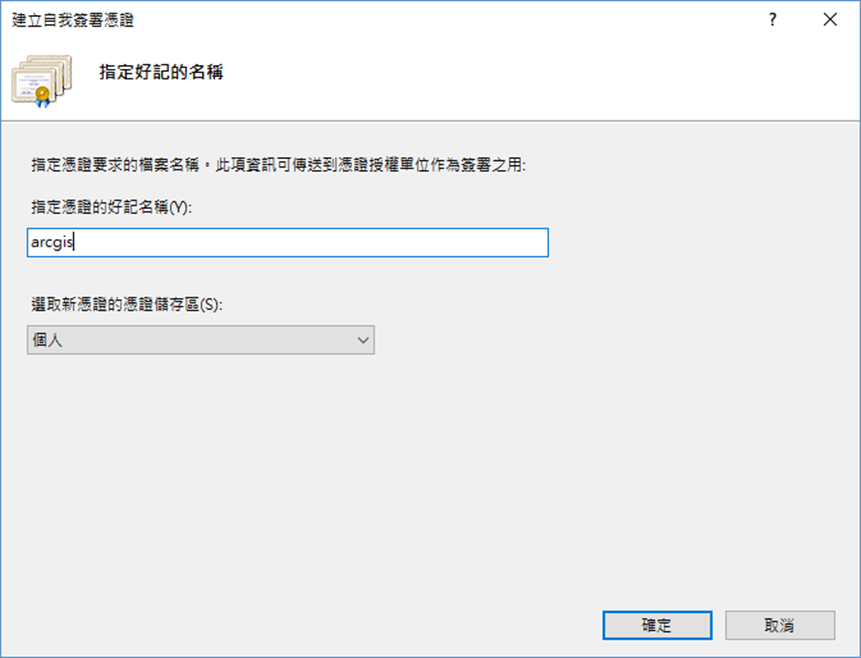 建立自我簽署憑證
?
指定好記的名稱
指定憑證要求的檔案名稱。此項資訊可傳送到憑證授權單位作為簽署之用:
指定憑證的好記名稱(Y):
arcgis
選取新憑證的憑證儲存區(S):
個人
確定 取消